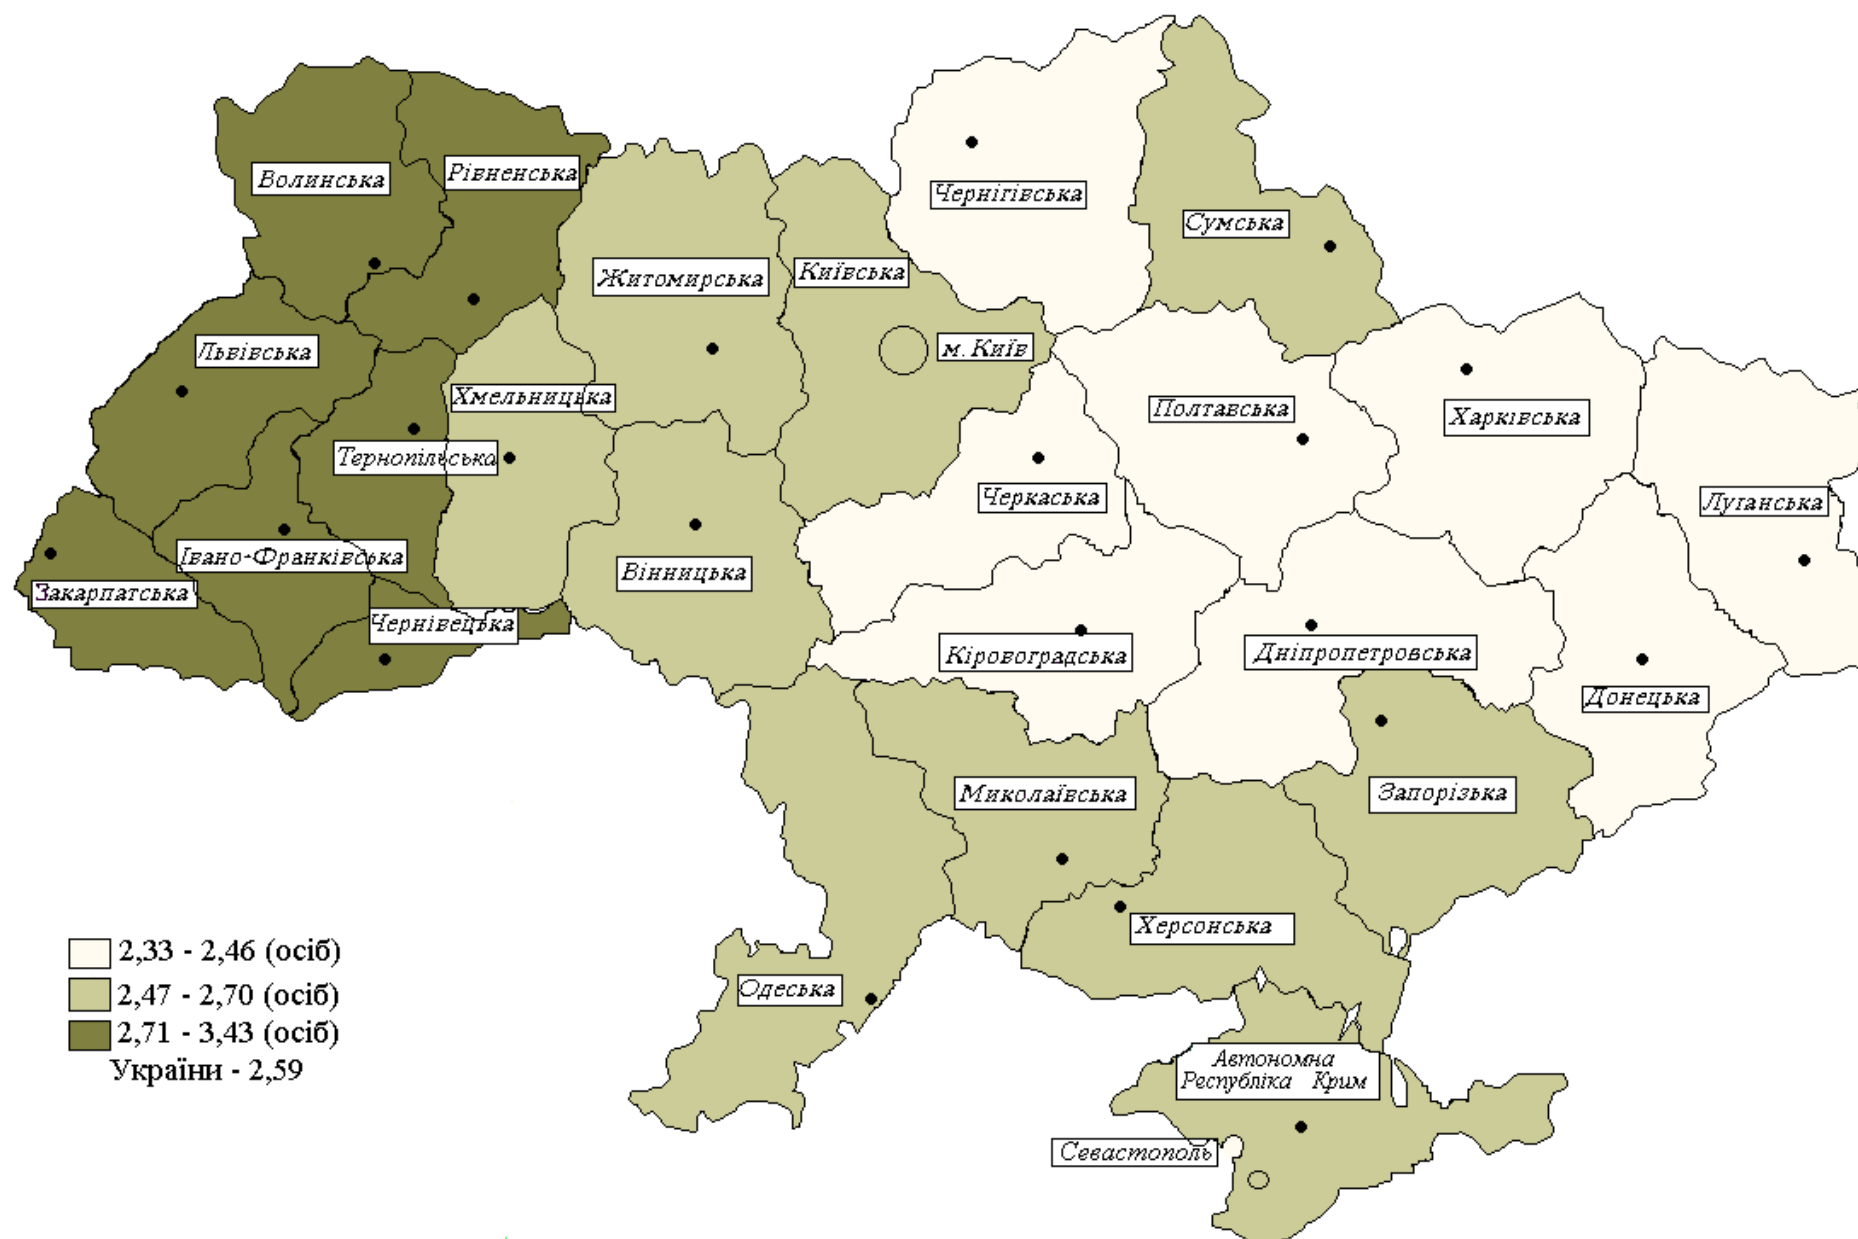 Волинська
Рівненська
Чернігівська
Сумська
Житомирська
Київська
Львівська
м. Київ
Хмельницька
Полтавська
Харківська
Тернопільська
Черкаська
Луганська
Івано-Франківська
Вінницька
Закарпатська
Чернівецька
Кіровоградська
Дніпропетровська
Донецька
Миколаївська
Запорізька
Херсонська
Одеська
Автономна
Республіка Крим
Севастополь
2,33 - 2,46 (осіб)
2,47 - 2,70 (осіб)
2,71 - 3,43 (осіб)
України - 2,59